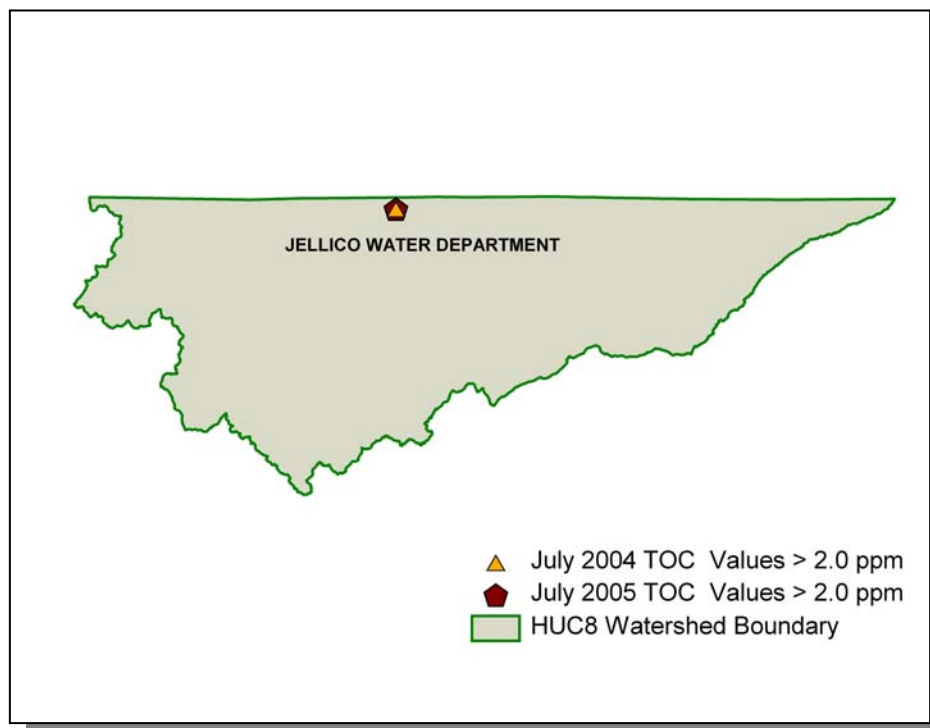 JELLICO WATER DEPARTMENT
July 2004 TOC Values > 2.0 ppm
July 2005 TOC Values > 2.0 ppm
HUC8 Watershed Boundary